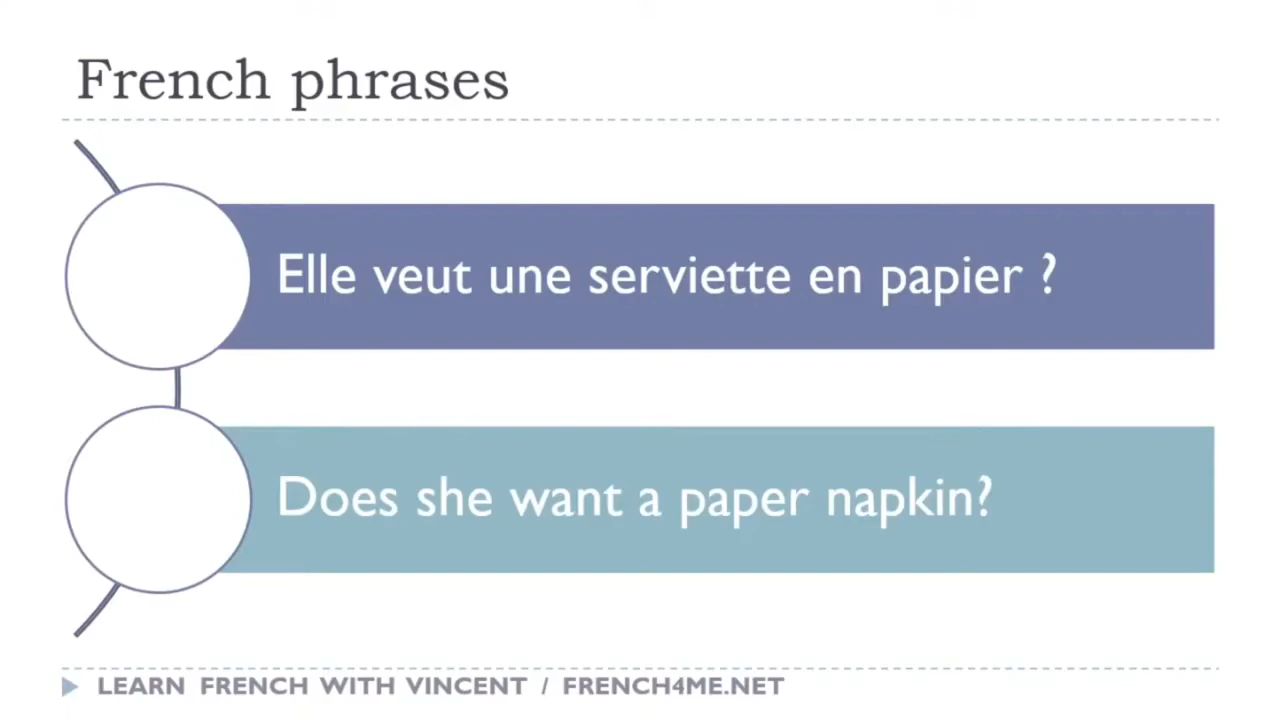 French phrases
Elle veut une serviette en papier ?
Does she want a paper napkin?
LEARN FRENCH WITH VINCENT / FRENCH4ME.NET